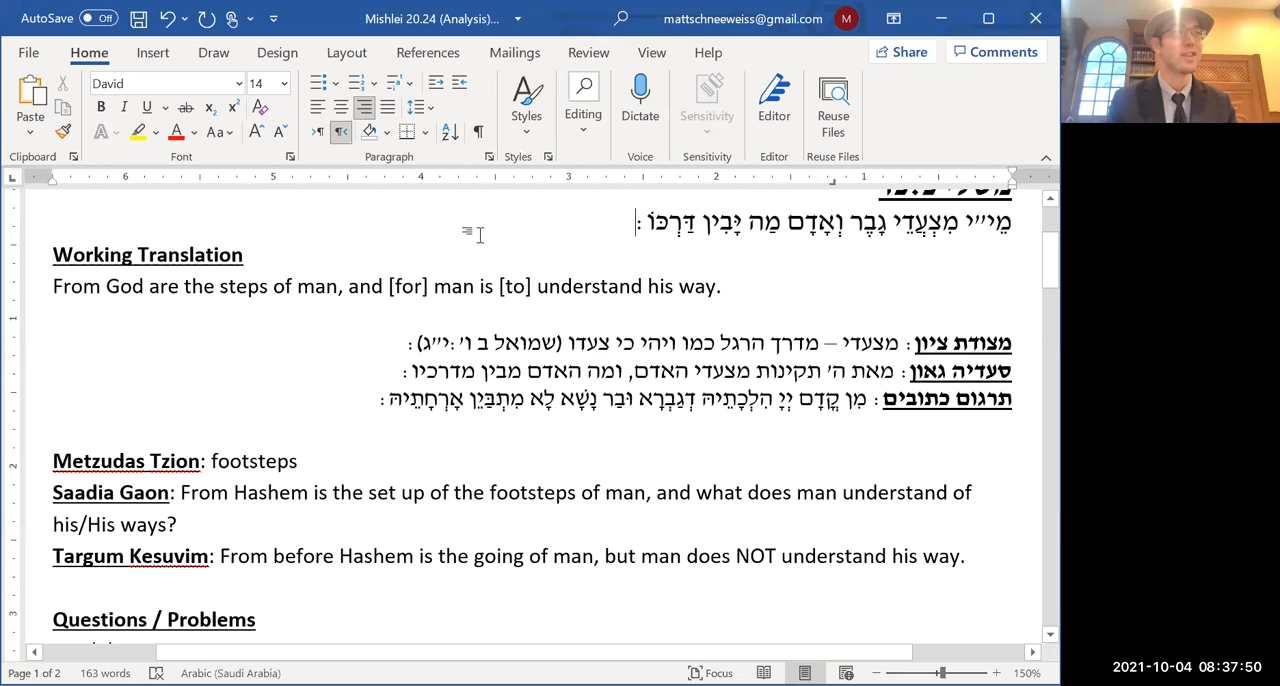 AutoSave Off Mishlei 20.24 (Analysis)... mattschneeweiss@gmail.com M
File Home Insert Draw Design Layout References Mailings Review View Help Share Comments
David 14
Paste Styles Editing Dictate Sensitivity Editor Reuse Files
Clipboard Font Paragraph Styles Voice Sensitivity Editor Reuse Files
6 5 4 3 2 1
מֵי״י מִצְעֲדֵי גָבֶר וְאָדָם מַה יָּבִין דַּרְכּוֹ:
Working Translation
From God are the steps of man, and [for] man is [to] understand his way.
מצודת ציון: מצעדי – מדרך הרגל כמו ויהי כי צעדו (שמואל ב ו׳:י״ג):
סעדיה גאון: מאת ה׳ תקינות מצעדי האדם, ומה האדם מבין מדרכיו:
תרגום כתובים: מִן קֳדָם יְיָ הִלְכָתֵיהּ דְגַבְרָא וּבַר נָשָׁא לָא מִתְבַּיֵן אָרְחָתֵיהּ:
Metzudas Tzion: footsteps
Saadia Gaon: From Hashem is the set up of the footsteps of man, and what does man understand of
his/His ways?
Targum Kesuvim: From before Hashem is the going of man, but man does NOT understand his way.
Questions / Problems
Page 1 of 2 163 words Arabic (Saudi Arabia) Focus 150%
2021-10-04 08:37:50